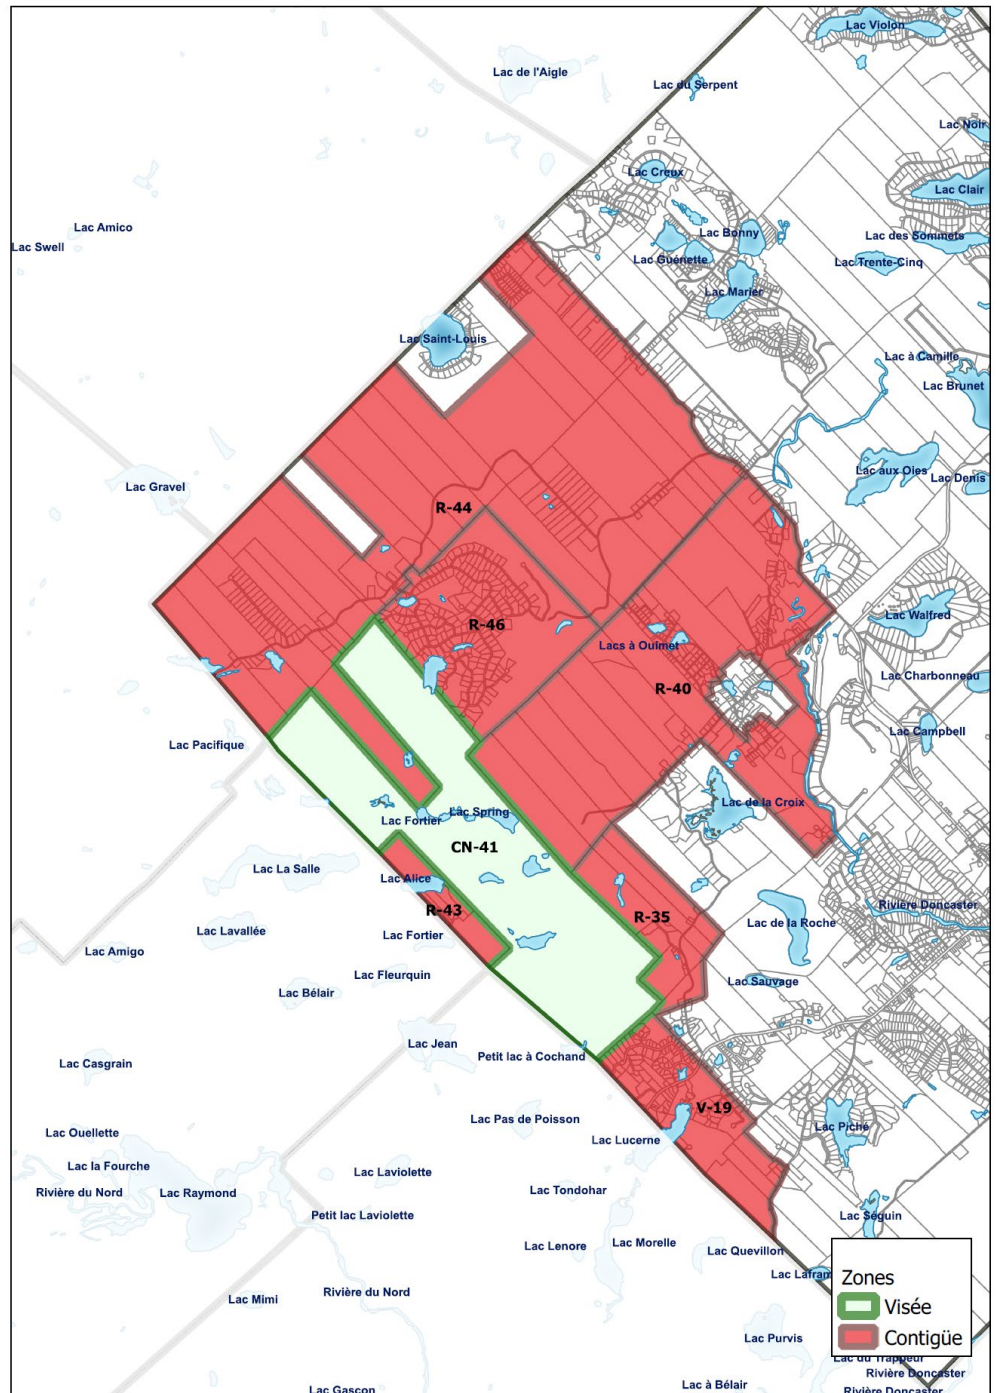 Lac Violon
Lac de l'Aigle
Lac du Serpent
Lac Noir
Lac Creux
Lac Clair
Lac Amico
Lac Bonny
Lac des Sommets
Lac Swell
Lac Guénette
Lac Trente-Cinq
Lac Marier
Lac Saint-Louis
Lac à Camille
Lac Brunet
Lac aux Oies
Lac Denis
Lac Gravel
R-44
Lac Walfred
R-46
Lacs à Ouimet
Lac Charbonneau
R-40
Lac Campbell
Lac Pacifique
Lac de la Croix
Lac Spring
Lac Fortier
CN-41
Lac La Salle
Lac Alice
Rivière Doncaster
R-43
R-35
Lac de la Roche
Lac Lavallée
Lac Fortier
Lac Amigo
Lac Fleurquin
Lac Sauvage
Lac Bélair
Lac Jean
Petit lac à Cochand
Lac Casgrain
V-19
Lac Pas de Poisson
Lac Piché
Lac Ouellette
Lac Lucerne
Lac la Fourche
Lac Laviolette
Rivière du Nord
Lac Raymond
Lac Tondohar
Petit lac Laviolette
Lac Séguin
Lac Lenore
Lac Morelle
Lac Quevillon
Lac Lafram
Zones
Rivière du Nord
Lac Mimi
Visée
Lac Purvis
Contigüe
Lac du Trappeur
Rivière Doncaster
Lac à Bélair
Lac Gascon
Rivière Doncaster